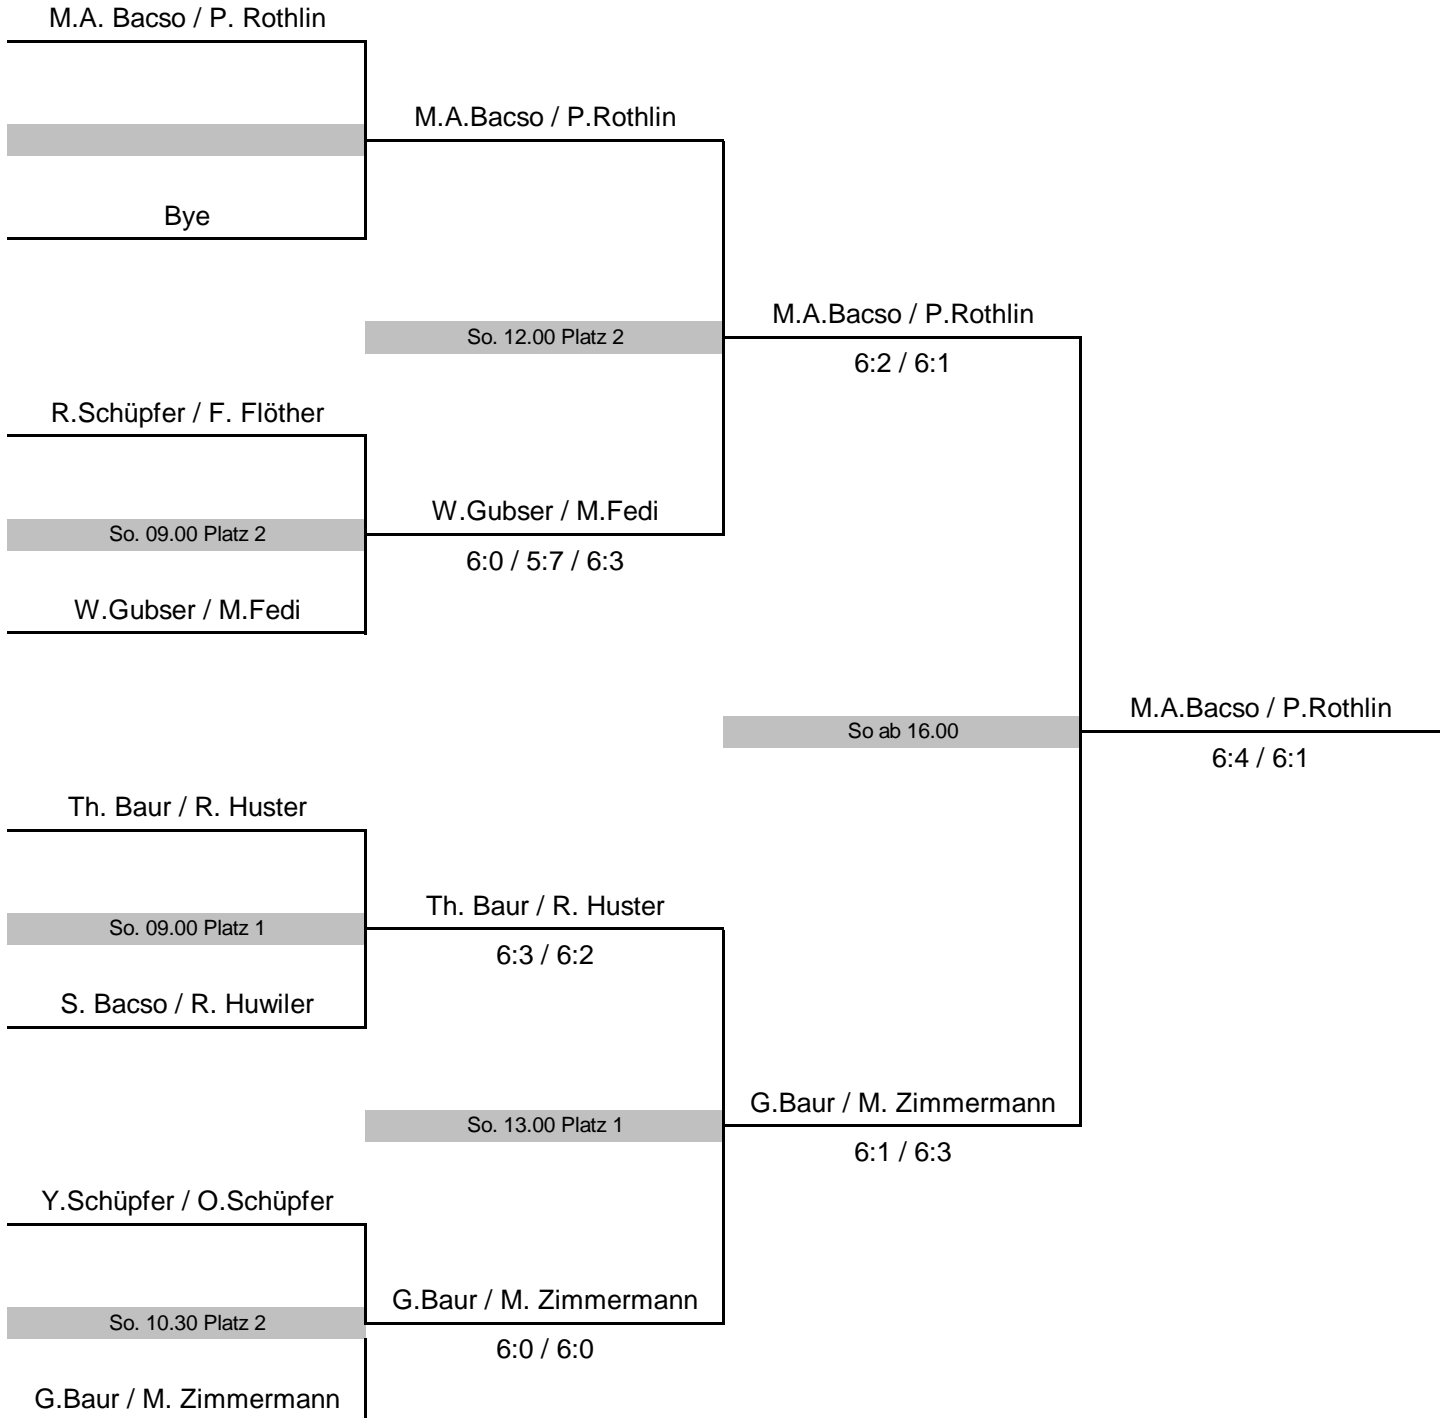 M.A. Bacso / P. Rothlin
M.A.Bacso / P.Rothlin
Bye
M.A.Bacso / P.Rothlin
So. 12.00 Platz 2
6:2 / 6:1
R.Schüpfer / F. Flöther
W.Gubser / M.Fedi
So. 09.00 Platz 2
6:0 / 5:7 / 6:3
W.Gubser / M.Fedi
M.A.Bacso / P.Rothlin
So ab 16.00
6:4 / 6:1
Th. Baur / R. Huster
Th. Baur / R. Huster
So. 09.00 Platz 1
6:3 / 6:2
S. Bacso / R. Huwiler
G.Baur / M. Zimmermann
So. 13.00 Platz 1
6:1 / 6:3
Y.Schüpfer / O.Schüpfer
G.Baur / M. Zimmermann
So. 10.30 Platz 2
6:0 / 6:0
G.Baur / M. Zimmermann